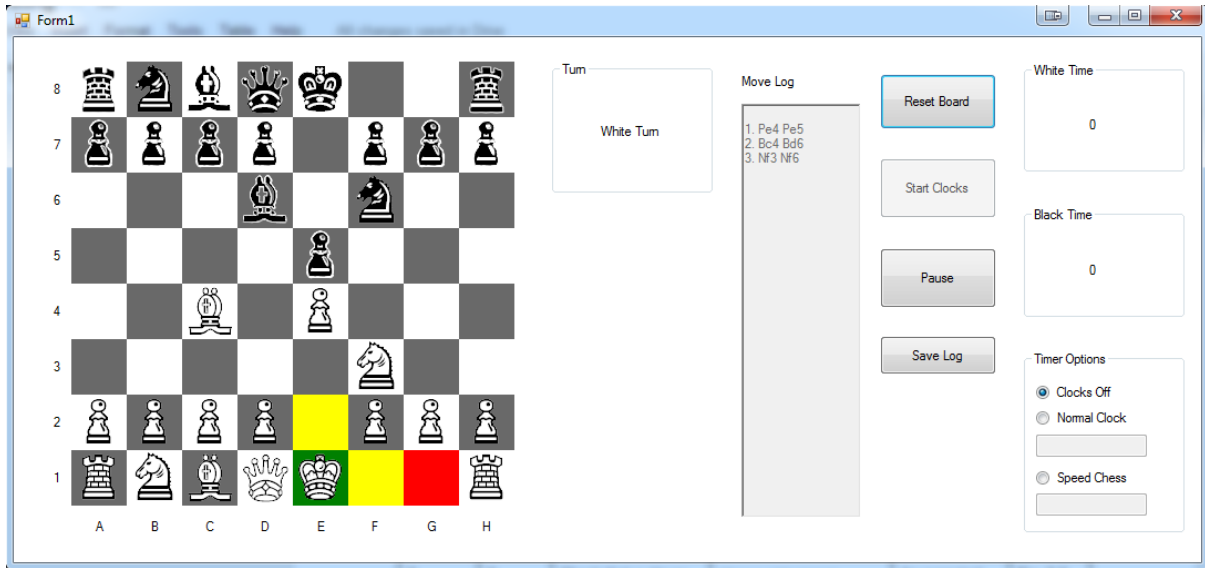 Form1
8
7
6
5
4
3
2
1
A B C D E F G H
Turn
White Turn
Move Log
1. Pe4 Pe5
2. Bc4 Bd6
3. Nf3 Nf6
Reset Board
Start Clocks
Pause
Save Log
White Time
0
Black Time
0
Timer Options
Clocks Off
Normal Clock
Speed Chess